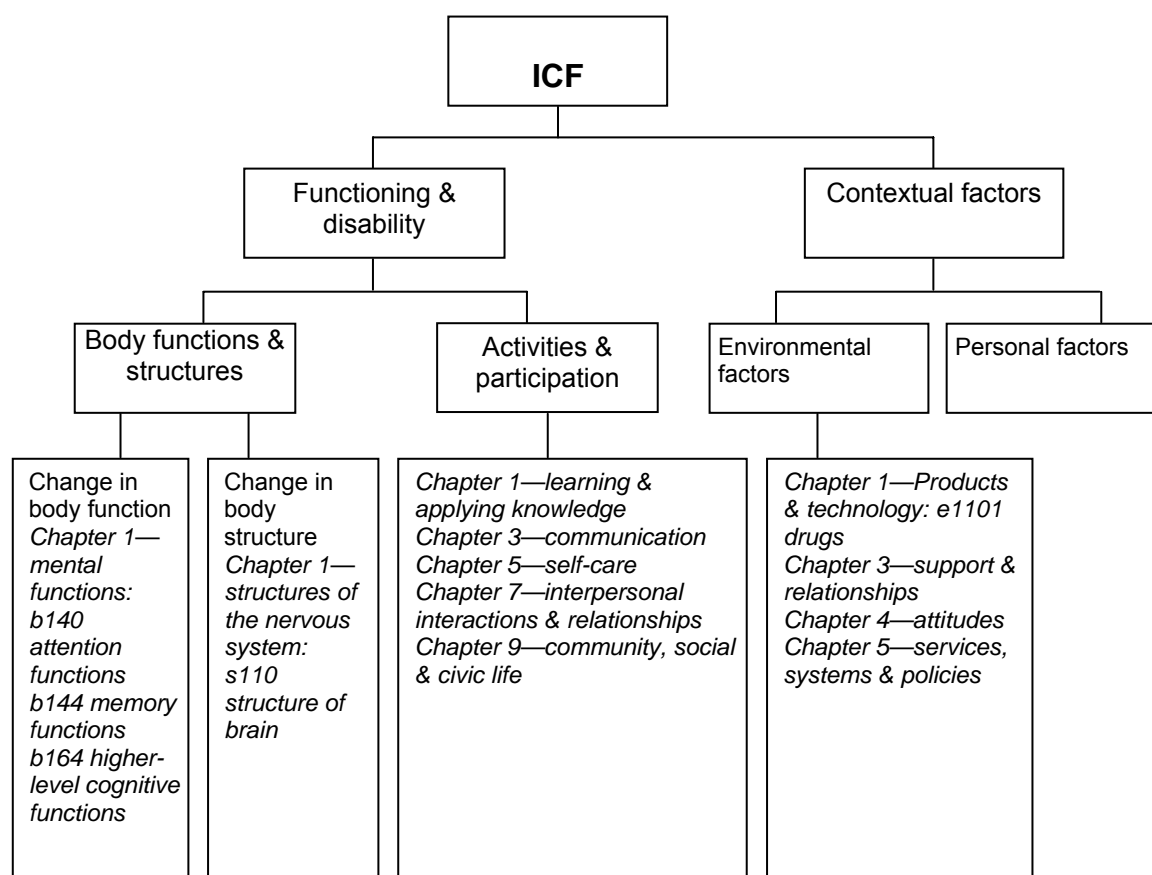 ICF
Functioning &
disability
Contextual factors
Body functions &
structures
Activities &
participation
Environmental
factors
Personal factors
Change in
body function
Chapter 1—
mental
functions:
b140
attention
functions
b144 memory
functions
b164 higher-
level cognitive
functions
Change in
body
structure
Chapter 1—
structures of
the nervous
system:
s110
structure of
brain
Chapter 1—learning &
applying knowledge
Chapter 3—communication
Chapter 5—self-care
Chapter 7—interpersonal
interactions & relationships
Chapter 9—community, social
& civic life
Chapter 1—Products
& technology: e1101
drugs
Chapter 3—support &
relationships
Chapter 4—attitudes
Chapter 5—services,
systems & policies